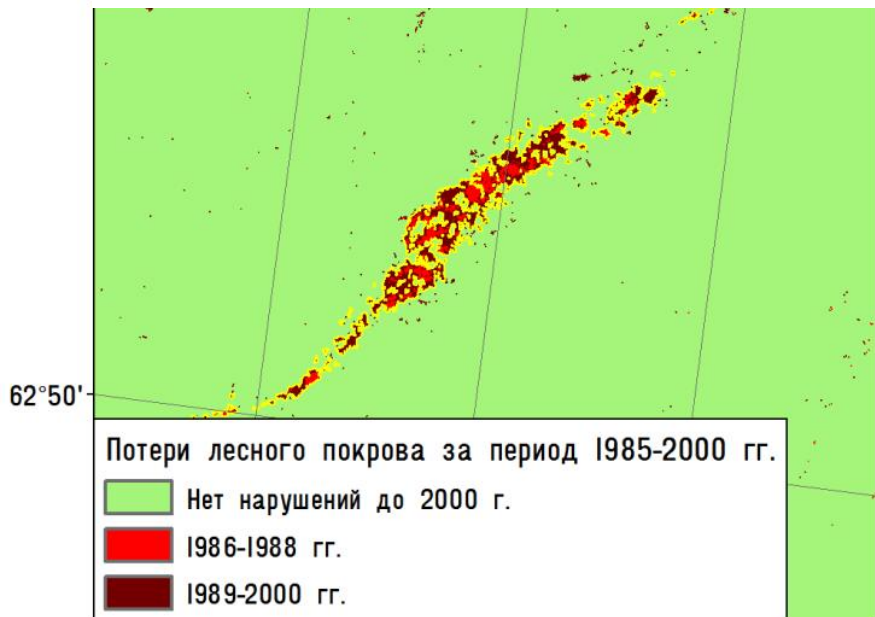 62°50'
Потери лесного покрова за период 1985-2000 гг.
Нет нарушений до 2000 г.
1986-1988 гг.
1989-2000 гг.